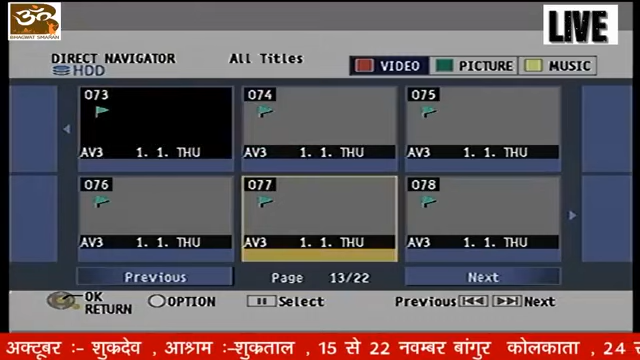 ॐ
BHAGWAT SMARAN
LIVE
DIRECT NAVIGATOR
All Titles
HDD
VIDEO
PICTURE
MUSIC
073
074
075
AV3 1. 1. THU
AV3 1. 1. THU
AV3 1. 1. THU
076
077
078
AV3 1. 1. THU
AV3 1. 1. THU
AV3 1. 1. THU
Previous
Page 13/22
Next
OK
RETURN
OPTION
Select
Previous
Next
अक्टूबर :- शुकदेव , आश्राम :-शुकताल , 15 से 22 नवम्बर बांगुर कोलकाता , 24 स